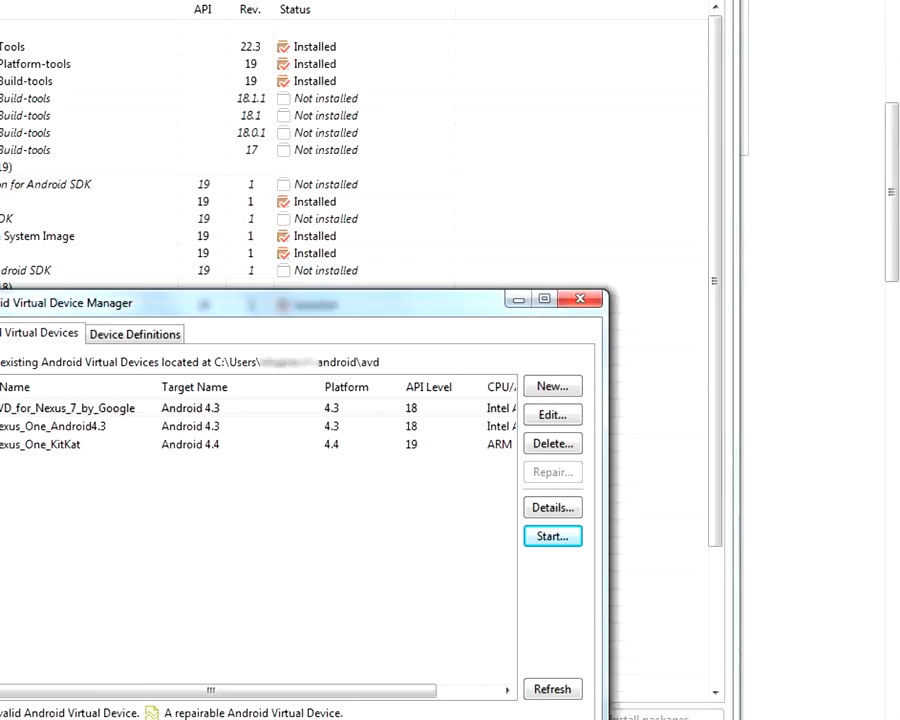 API Rev. Status
Tools 22.3 Installed
Platform-tools 19 Installed
Build-tools 19 Installed
Build-tools 18.1.1 Not installed
Build-tools 18.1 Not installed
Build-tools 18.0.1 Not installed
Build-tools 17 Not installed
19)
n for Android SDK 19 1 Not installed
19 1 Installed
DK 19 1 Not installed
System Image 19 1 Installed
19 1 Installed
droid SDK 19 1 Not installed
id Virtual Device Manager
Virtual Devices Device Definitions
existing Android Virtual Devices located at C:\Users\ android\avd
Name Target Name Platform API Level CPU/
VD_for_Nexus_7_by_Google Android 4.3 4.3 18 Intel
exus_One_Android4.3 Android 4.3 4.3 18 Intel
exus_One_KitKat Android 4.4 4.4 19 ARM
New...
Edit...
Delete...
Repair...
Details...
Start...
Refresh
valid Android Virtual Device. A repairable Android Virtual Device.
Install packages...